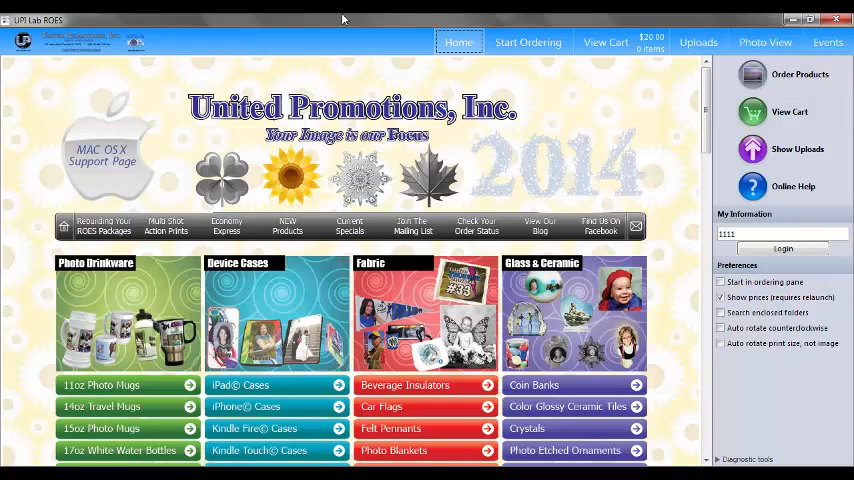 UPI Lab ROES
Home
Start Ordering
View Cart
$20.00
0 items
Uploads
Photo View
Events
MAC OS X
Support Page
United Promotions, Inc.
Your Image is our Focus
2014
Rebuilding Your
ROES Packages
Multi Shot
Action Prints
Economy
Express
NEW
Products
Current
Specials
Join The
Mailing List
Check Your
Order Status
View Our
Blog
Find Us On
Facebook
Photo Drinkware
Device Cases
Fabric
Glass & Ceramic
#33
11oz Photo Mugs
iPad© Cases
Beverage Insulators
Coin Banks
14oz Travel Mugs
iPhone© Cases
Car Flags
Color Glossy Ceramic Tiles
15oz Photo Mugs
Kindle Fire© Cases
Felt Pennants
Crystals
17oz White Water Bottles
Kindle Touch© Cases
Photo Blankets
Photo Etched Ornaments
Order Products
View Cart
Show Uploads
Online Help
My Information
1111
Login
Preferences
Start in ordering pane
Show prices (requires relaunch)
Search enclosed folders
Auto rotate counterclockwise
Auto rotate print size, not image
Diagnostic tools